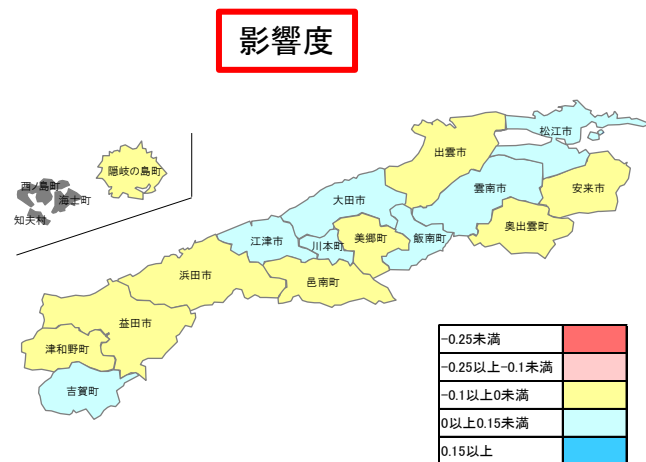 影響度
松江市
出雲市
隠岐の島町
西ノ島町
海士町
知夫村
雲南市
安来市
大田市
奥出雲町
江津市
川本町
美郷町
飯南町
浜田市
邑南町
益田市
津和野町
吉賀町
-0.25未満
-0.25以上-0.1未満
-0.1以上0未満
0以上0.15未満
0.15以上